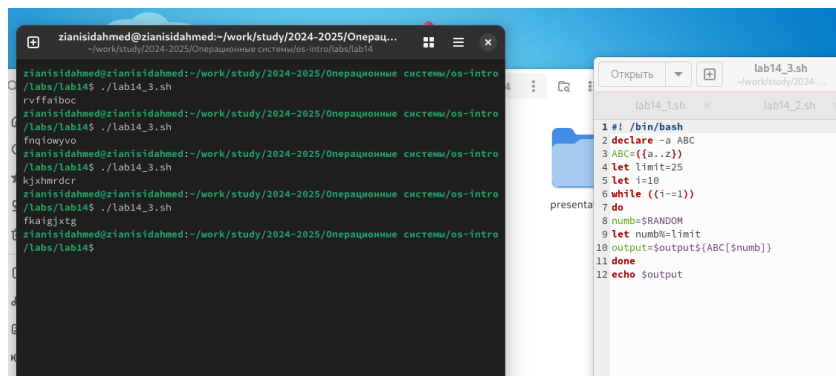 zianisidahmed@zianisidahmed:~/work/study/2024-2025/Операц...
~/work/study/2024-2025/Операционные системы/os-intro/labs/lab14
zianisidahmed@zianisidahmed:~/work/study/2024-2025/Операционные системы/os-intro
/labs/lab14$ ./lab14_3.sh
rvffaiboc
zianisidahmed@zianisidahmed:~/work/study/2024-2025/Операционные системы/os-intro
/labs/lab14$ ./lab14_3.sh
fnqiowyvo
zianisidahmed@zianisidahmed:~/work/study/2024-2025/Операционные системы/os-intro
/labs/lab14$ ./lab14_3.sh
kjxhmrdcr
zianisidahmed@zianisidahmed:~/work/study/2024-2025/Операционные системы/os-intro
/labs/lab14$ ./lab14_3.sh
fkaigjxtg
zianisidahmed@zianisidahmed:~/work/study/2024-2025/Операционные системы/os-intro
/labs/lab14$
4
presenta
Открыть
lab14_3.sh
~/work/study/2024-...
lab14_1.sh
lab14_2.sh
1 #! /bin/bash
2 declare -a ABC
3 ABC=({a..z})
4 let limit=25
5 let i=10
6 while ((i-=1))
7 do
8 numb=$RANDOM
9 let numb%=limit
10 output=$output${ABC[$numb]}
11 done
12 echo $output